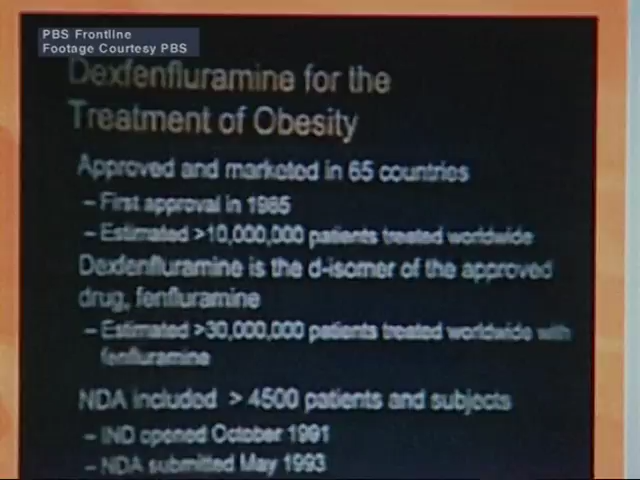 PBS Frontline
Footage Courtesy PBS
Dexfenfluramine for the
Treatment of Obesity
Approved and marketed in 65 countries
– First approval in 1985
– Estimated >10,000,000 patients treated worldwide
Dexfenfluramine is the d-isomer of the approved
drug, fenfluramine
– Estimated >30,000,000 patients treated worldwide with
fenfluramine
NDA included > 4500 patients and subjects
– IND opened October 1991
– NDA submitted May 1993